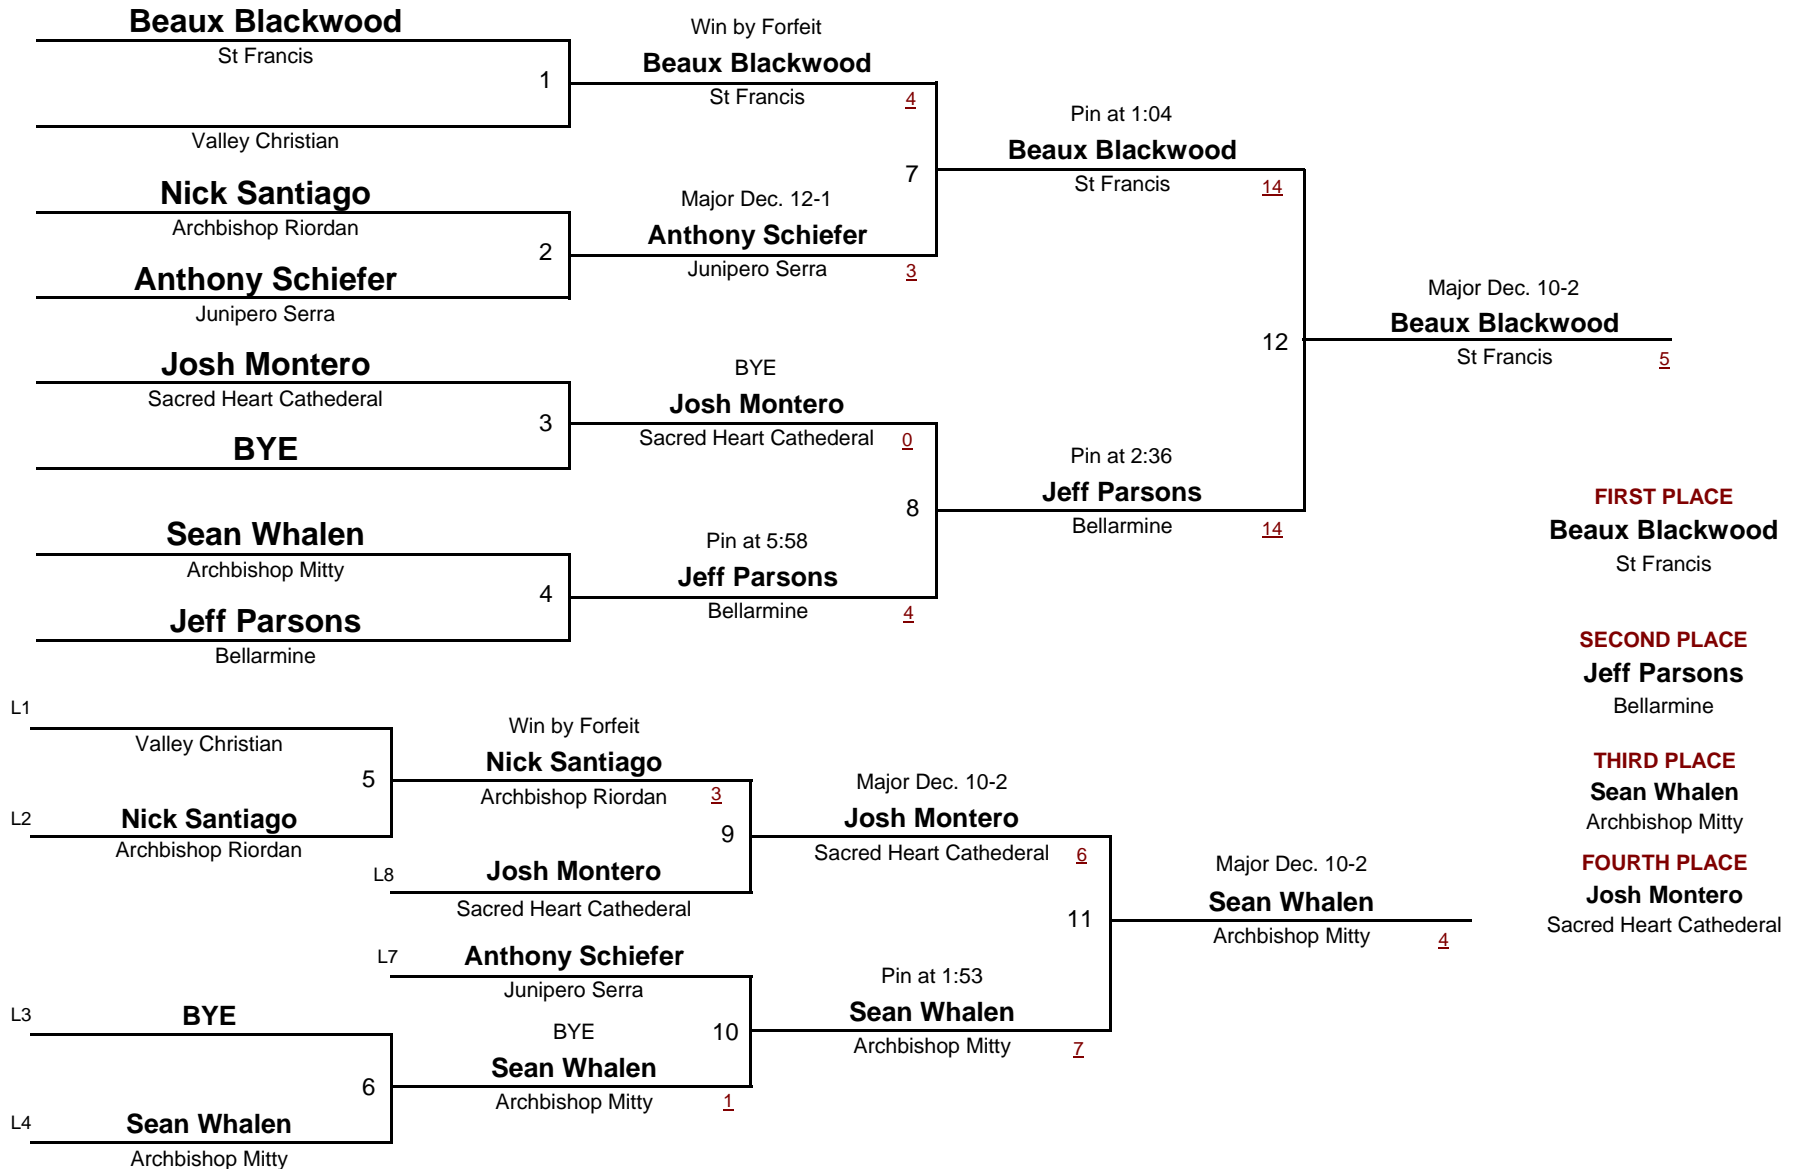 Beaux Blackwood
St Francis
1
Valley Christian
Nick Santiago
Archbishop Riordan
2
Anthony Schiefer
Junipero Serra
Josh Montero
Sacred Heart Cathederal
3
BYE
Sean Whalen
Archbishop Mitty
4
Jeff Parsons
Bellarmine
Win by Forfeit
Beaux Blackwood
St Francis 4
7
Major Dec. 12-1
Anthony Schiefer
Junipero Serra 3
BYE
Josh Montero
Sacred Heart Cathederal 0
8
Pin at 5:58
Jeff Parsons
Bellarmine 4
Pin at 1:04
Beaux Blackwood
St Francis 14
12
Pin at 2:36
Jeff Parsons
Bellarmine 14
Major Dec. 10-2
Beaux Blackwood
St Francis 5
FIRST PLACE
Beaux Blackwood
St Francis
SECOND PLACE
Jeff Parsons
Bellarmine
THIRD PLACE
Sean Whalen
Archbishop Mitty
FOURTH PLACE
Josh Montero
Sacred Heart Cathederal
L1
Valley Christian
5
L2 Nick Santiago
Archbishop Riordan
Win by Forfeit
Nick Santiago
Archbishop Riordan 3
9
L8 Josh Montero
Sacred Heart Cathederal
L7 Anthony Schiefer
Junipero Serra
L3 BYE
6
L4 Sean Whalen
Archbishop Mitty
BYE
10
Sean Whalen
Archbishop Mitty 1
Major Dec. 10-2
Josh Montero
Sacred Heart Cathederal 6
11
Pin at 1:53
Sean Whalen
Archbishop Mitty 7
Major Dec. 10-2
Sean Whalen
Archbishop Mitty 4